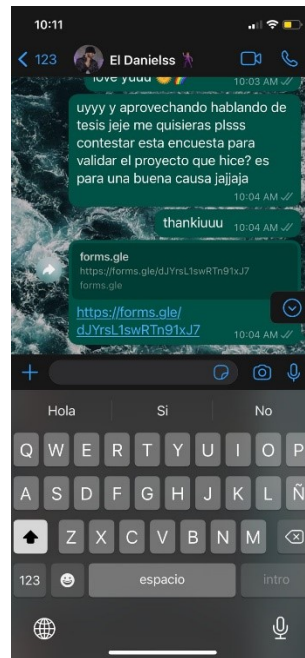 10:11
123
El Danielss
love yuuu
10:03 AM
uyyy y aprovechando hablando de
tesis jeje me quisieras plsss
contestar esta encuesta para
validar el proyecto que hice? es
para una buena causa jajjaja
10:04 AM
thankiuuu 10:04 AM
forms.gle
https://forms.gle/dJYrsL1swRTn91xJ7
forms.gle
https://forms.gle/
dJYrsL1swRTn91xJ7 10:04 AM
Hola Si No
Q W E R T Y U I O P
A S D F G H J K L Ñ
Z X C V B N M
123 espacio intro